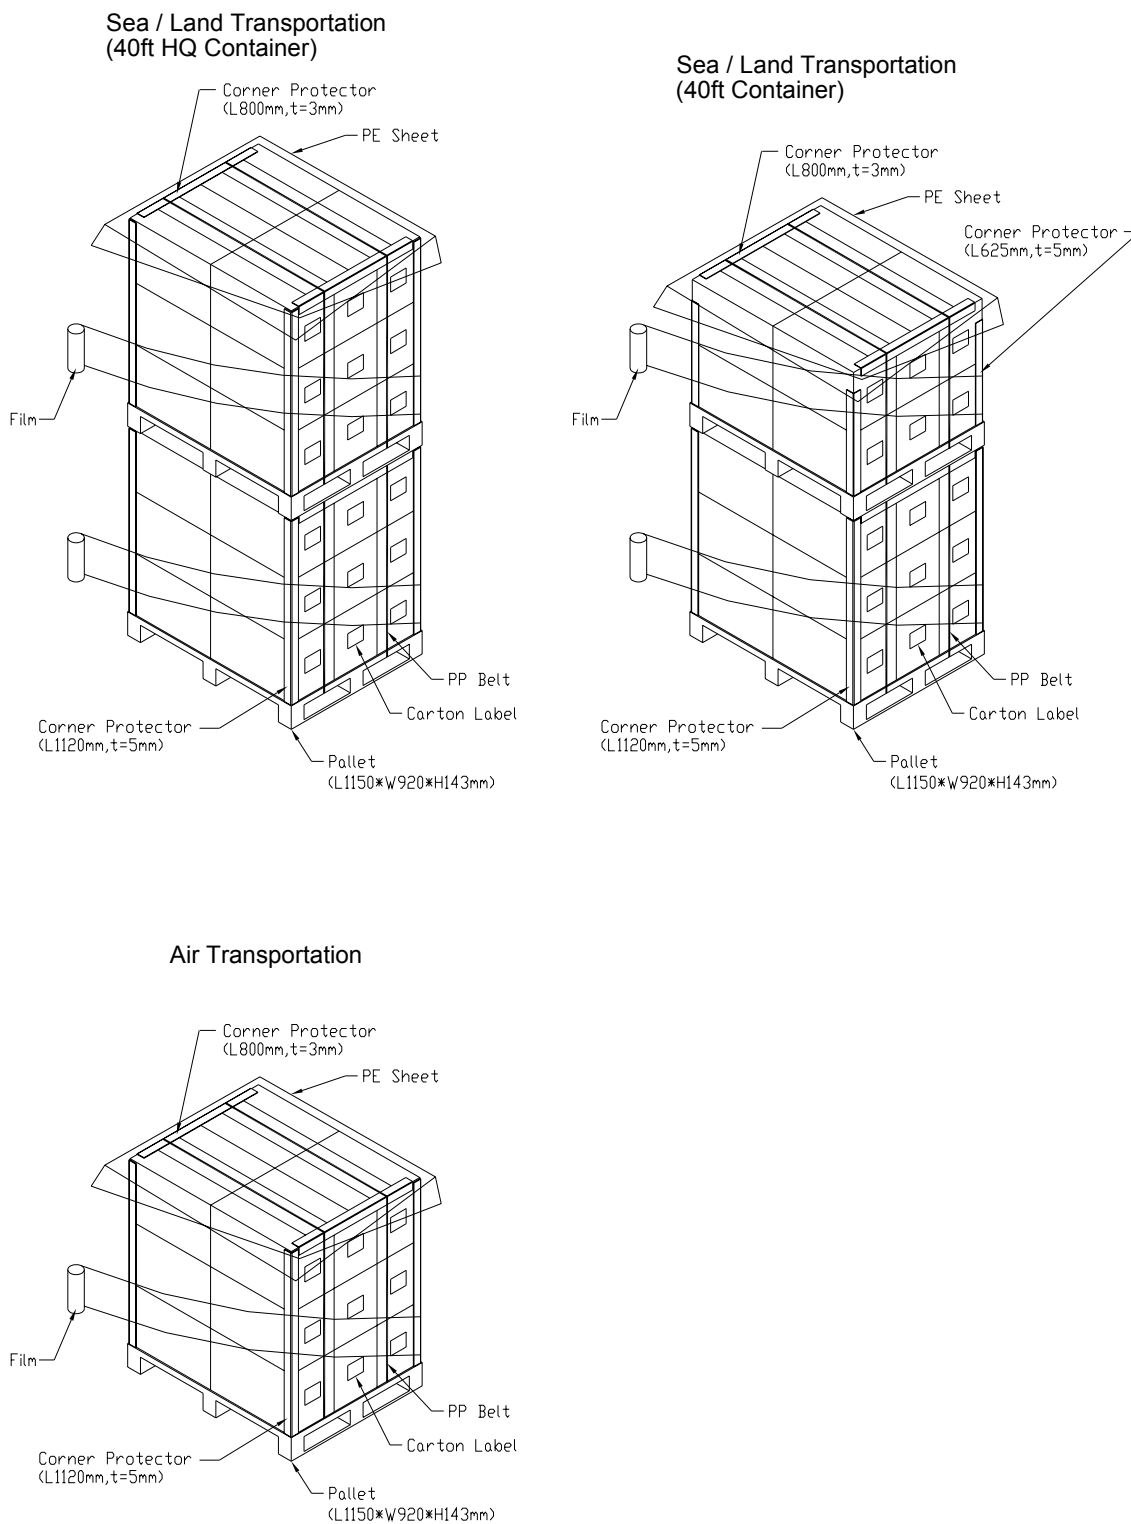 Sea / Land Transportation
(40ft HQ Container)
Corner Protector
(L800mm,t=3mm)
PE Sheet
Film
PP Belt
Carton Label
Corner Protector
(L1120mm,t=5mm)
Pallet
(L1150*W920*H143mm)
Sea / Land Transportation
(40ft Container)
Corner Protector
(L800mm,t=3mm)
PE Sheet
Corner Protector
(L625mm,t=5mm)
Film
PP Belt
Carton Label
Corner Protector
(L1120mm,t=5mm)
Pallet
(L1150*W920*H143mm)
Air Transportation
Corner Protector
(L800mm,t=3mm)
PE Sheet
Film
PP Belt
Carton Label
Corner Protector
(L1120mm,t=5mm)
Pallet
(L1150*W920*H143mm)